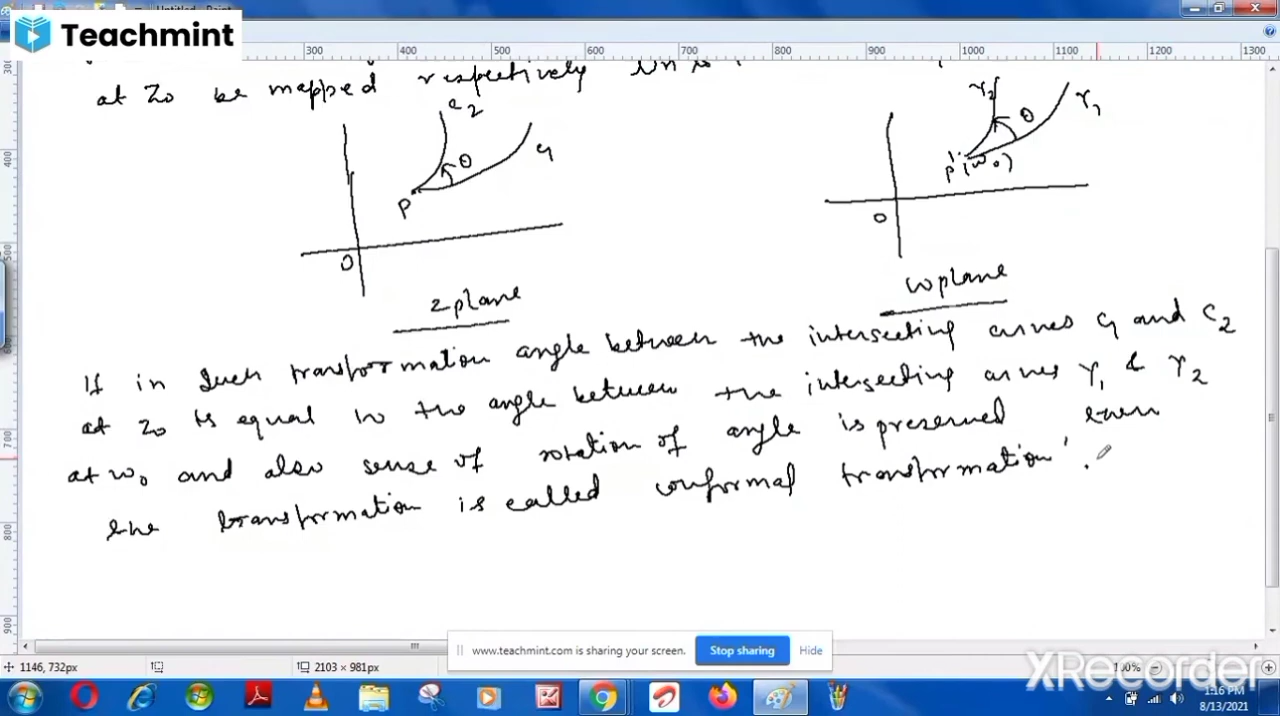 Untitled - Paint
Teachmint
300 400 500 600 700 800 900 1000 1100 1200 1300
at Z₀ be mapped respectively
C₂
θ
C₁
P
O
Z plane
γ₂
θ
γ₁
P'(w₀)
O
W plane
If in such transformation angle between the intersecting curves C₁ and C₂
at Z₀ is equal to the angle between the intersecting curves γ₁ & γ₂
at w₀ and also sense of rotation of angle is preserved then
the transformation is called conformal transformation'.
www.teachmint.com is sharing your screen. Stop sharing Hide
1146, 732px 2103 × 981px 100%
XRecorder
1:16 PM
8/13/2021